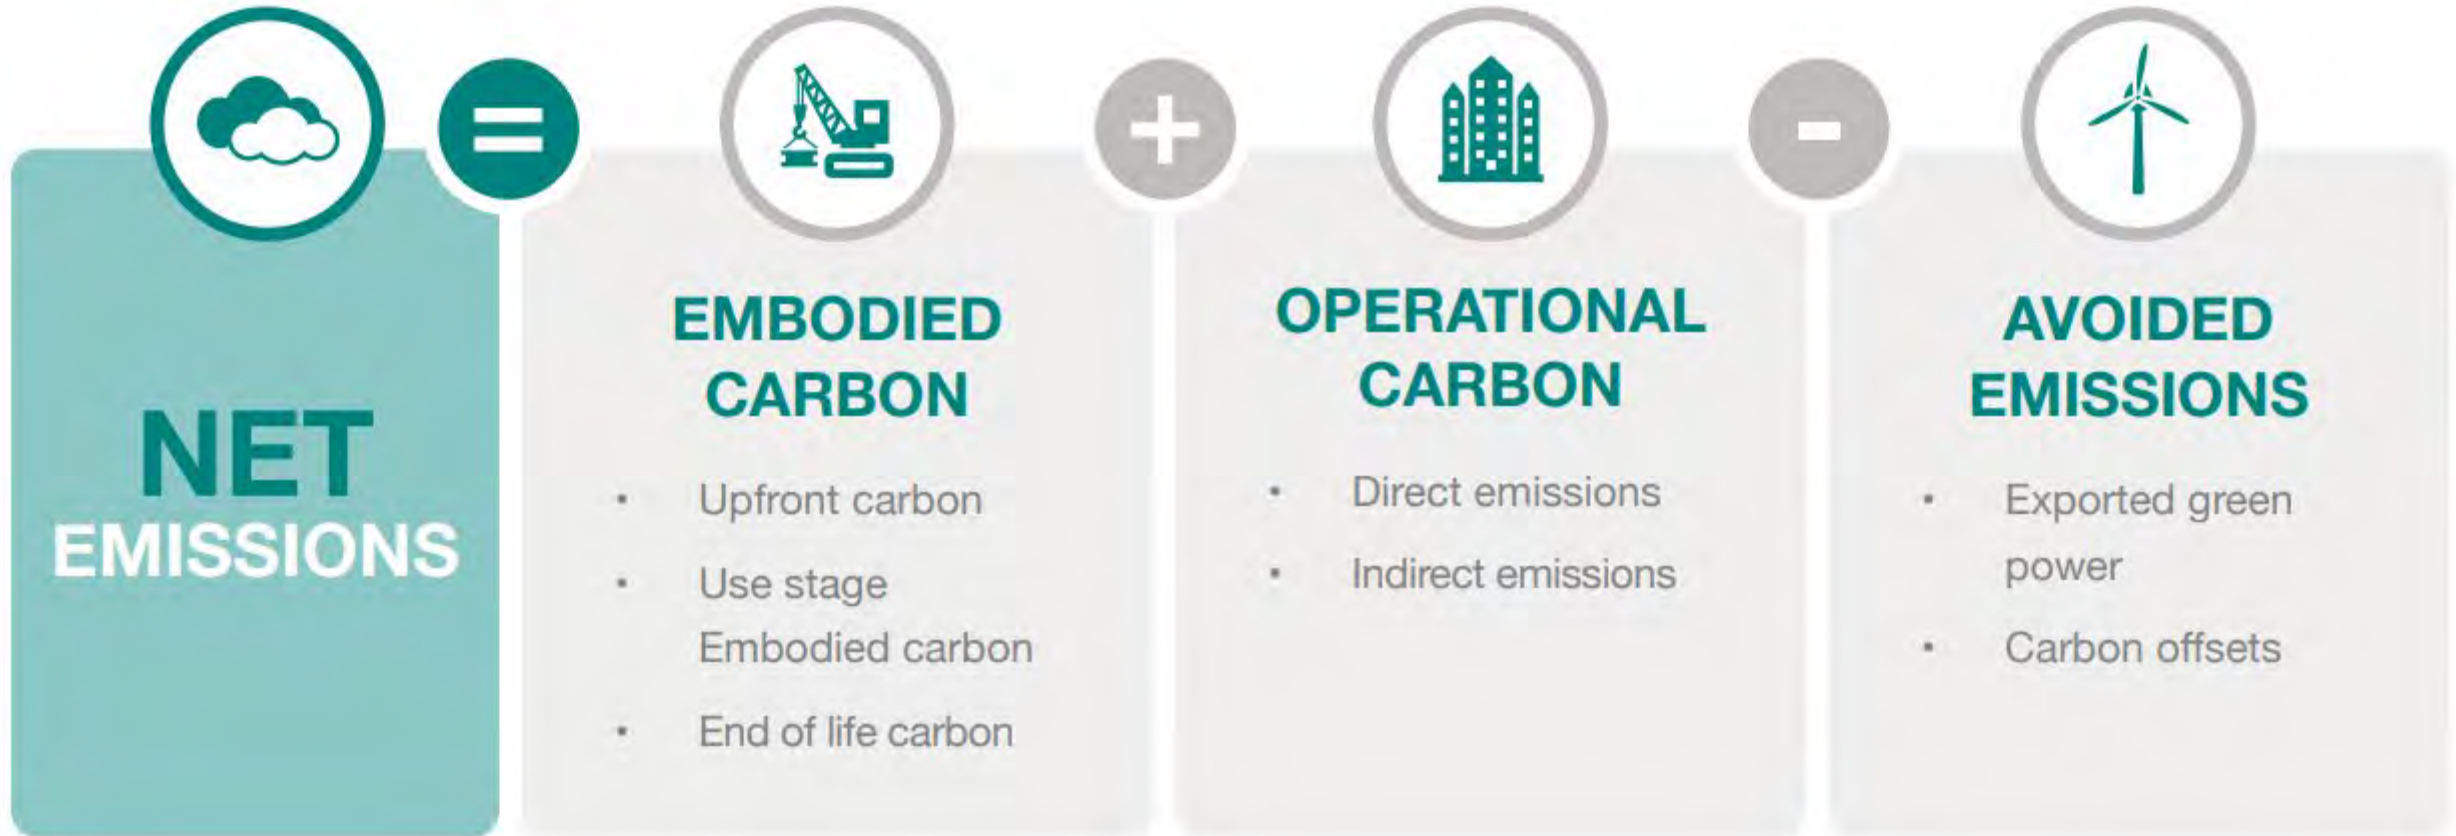 NET
EMISSIONS
=
EMBODIED
CARBON
• Upfront carbon
• Use stage
Embodied carbon
• End of life carbon
+
OPERATIONAL
CARBON
• Direct emissions
• Indirect emissions
-
AVOIDED
EMISSIONS
• Exported green
power
• Carbon offsets